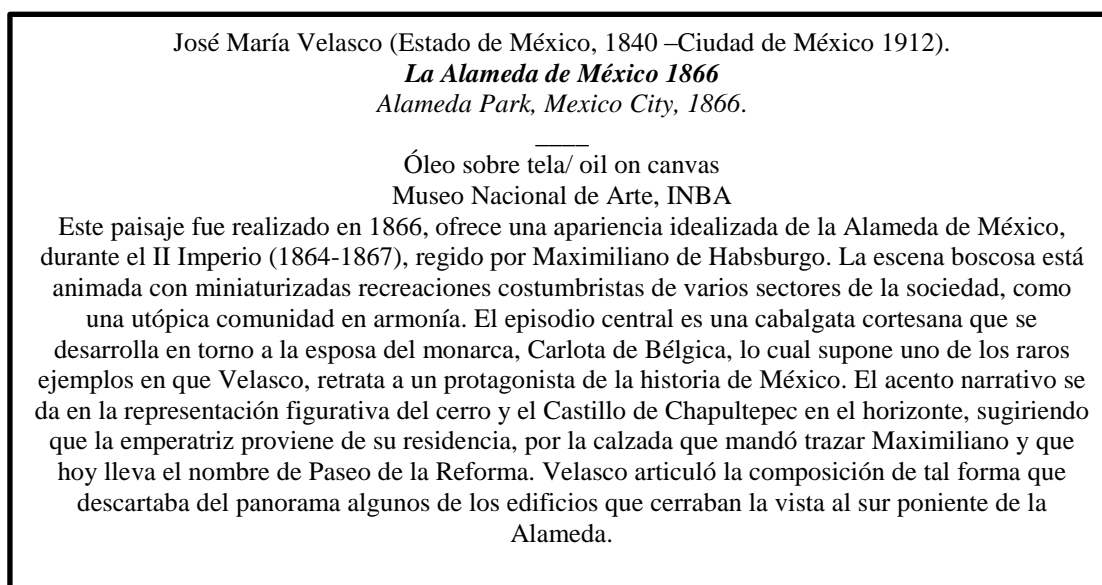 José María Velasco (Estado de México, 1840 –Ciudad de México 1912).
La Alameda de México 1866
Alameda Park, Mexico City, 1866.
____
Óleo sobre tela/ oil on canvas
Museo Nacional de Arte, INBA
Este paisaje fue realizado en 1866, ofrece una apariencia idealizada de la Alameda de México,
durante el II Imperio (1864-1867), regido por Maximiliano de Habsburgo. La escena boscosa está
animada con miniaturizadas recreaciones costumbristas de varios sectores de la sociedad, como
una utópica comunidad en armonía. El episodio central es una cabalgata cortesana que se
desarrolla en torno a la esposa del monarca, Carlota de Bélgica, lo cual supone uno de los raros
ejemplos en que Velasco, retrata a un protagonista de la historia de México. El acento narrativo se
da en la representación figurativa del cerro y el Castillo de Chapultepec en el horizonte, sugiriendo
que la emperatriz proviene de su residencia, por la calzada que mandó trazar Maximiliano y que
hoy lleva el nombre de Paseo de la Reforma. Velasco articuló la composición de tal forma que
descartaba del panorama algunos de los edificios que cerraban la vista al sur poniente de la
Alameda.